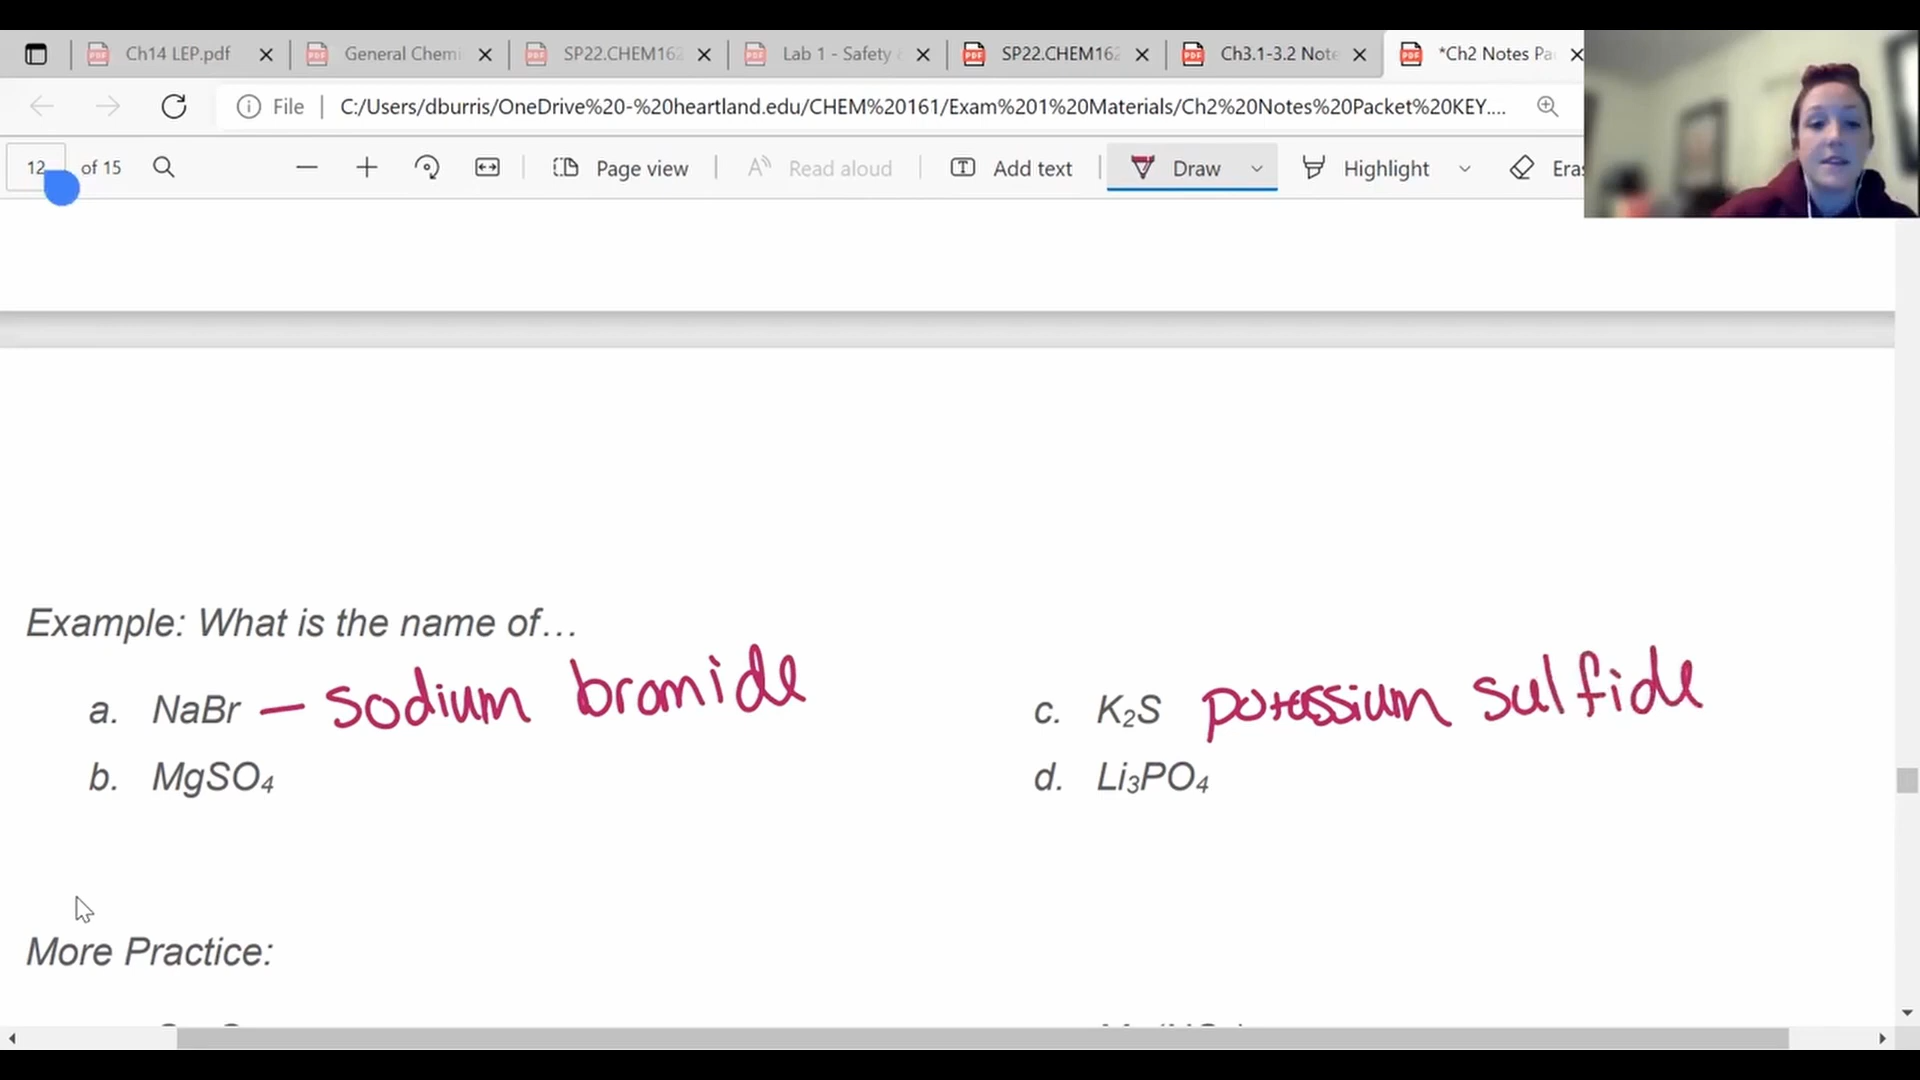 Ch14 LEP.pdf General Chemi SP22.CHEM162 Lab 1 - Safety SP22.CHEM162 Ch3.1-3.2 Note *Ch2 Notes Pa
File C:/Users/dburris/OneDrive%20-%20heartland.edu/CHEM%20161/Exam%201%20Materials/Ch2%20Notes%20Packet%20KEY....
12 of 15 Page view Read aloud Add text Draw Highlight Eras
Example: What is the name of…
a. NaBr — sodium bromide c. K₂S potassium sulfide
b. MgSO₄ d. Li₃PO₄
More Practice: